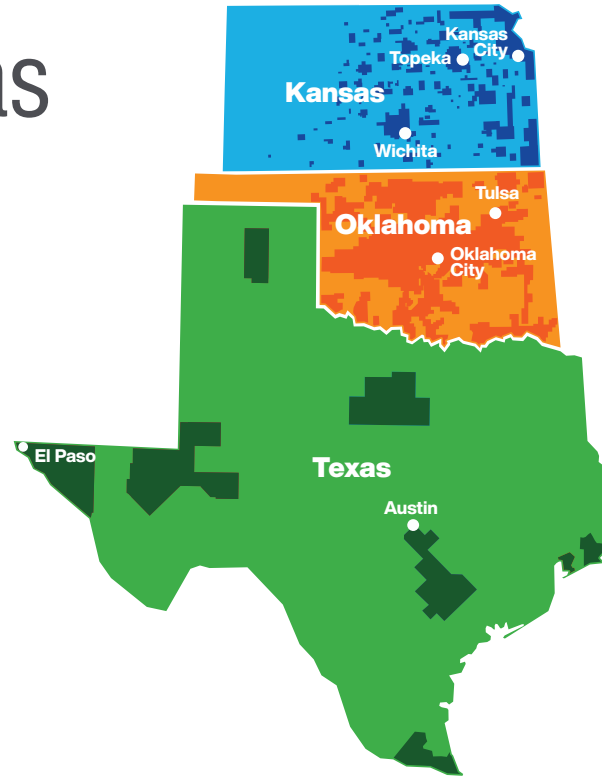 as
Kansas
City
Topeka
Kansas
Wichita
Tulsa
Oklahoma
Oklahoma
City
El Paso
Texas
Austin